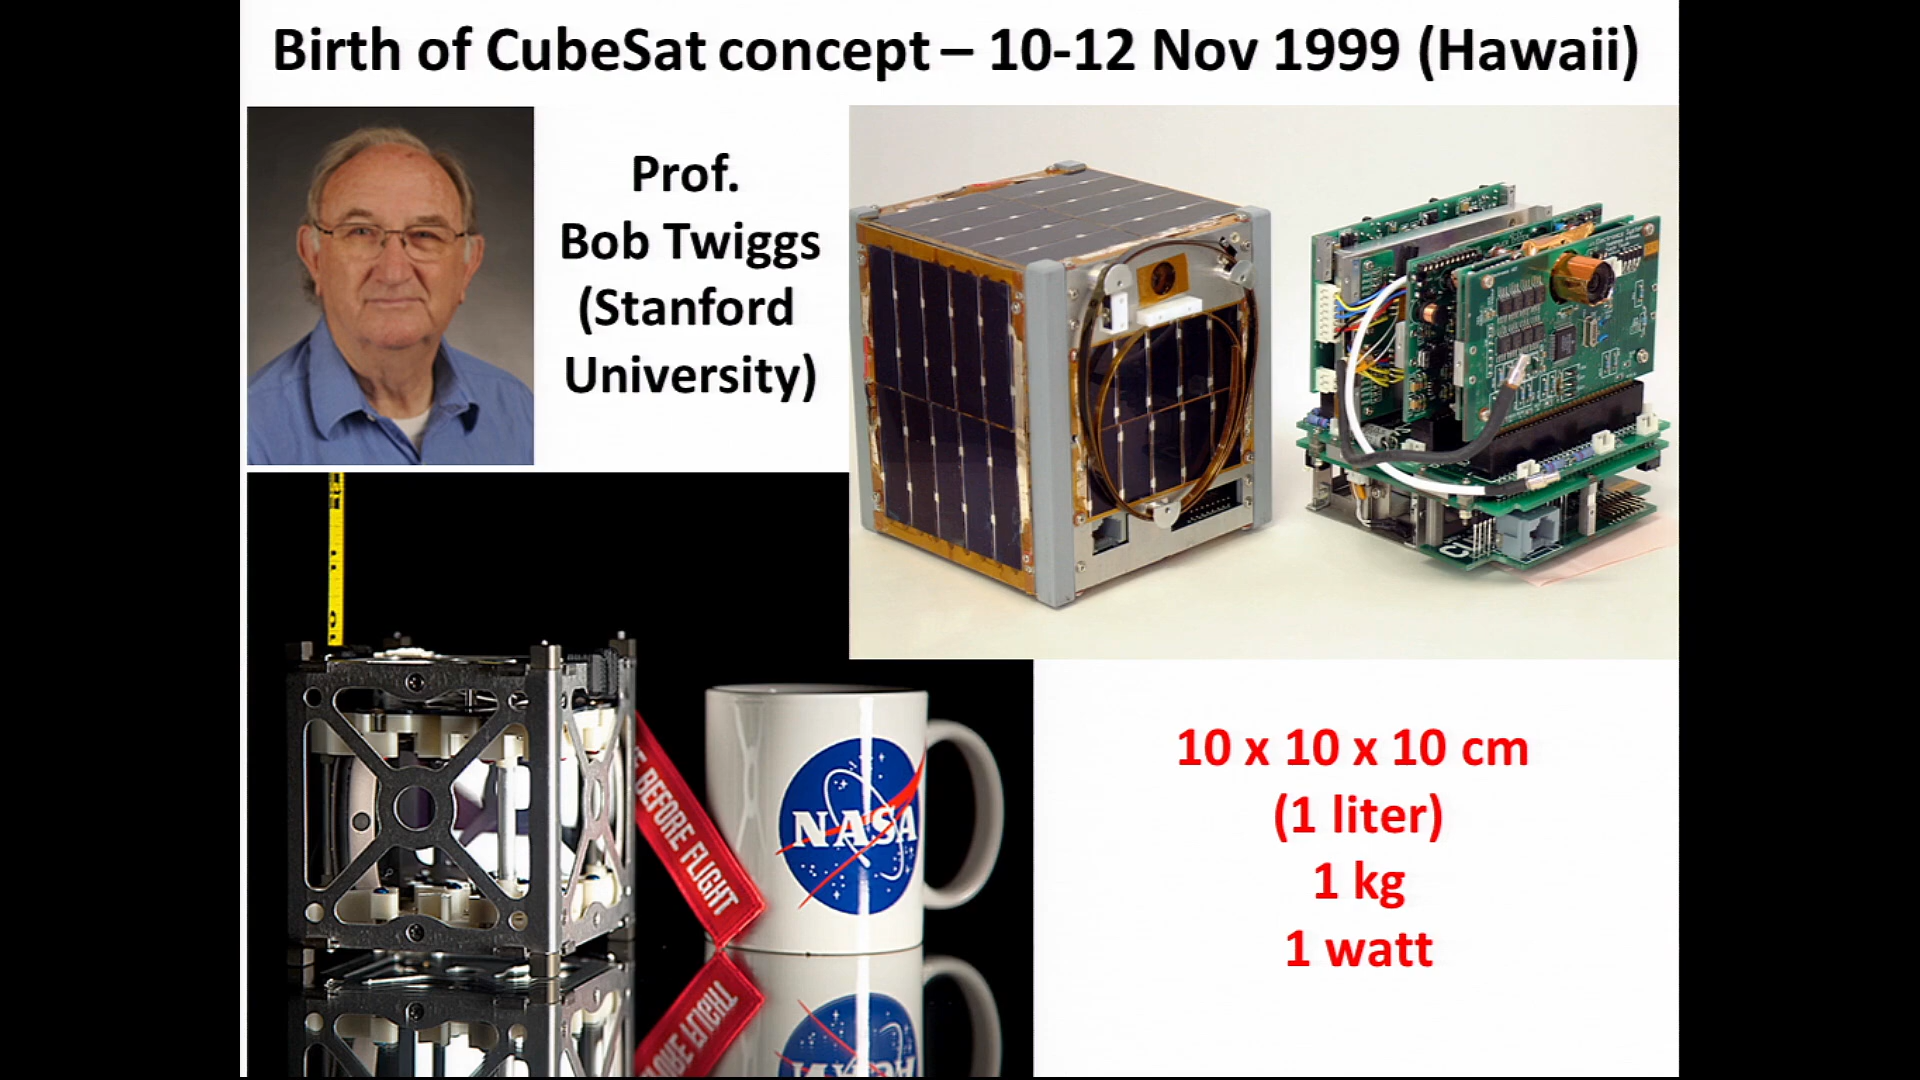 Birth of CubeSat concept – 10-12 Nov 1999 (Hawaii)
Prof.
Bob Twiggs
(Stanford
University)
BEFORE FLIGHT
NASA
10 x 10 x 10 cm
(1 liter)
1 kg
1 watt